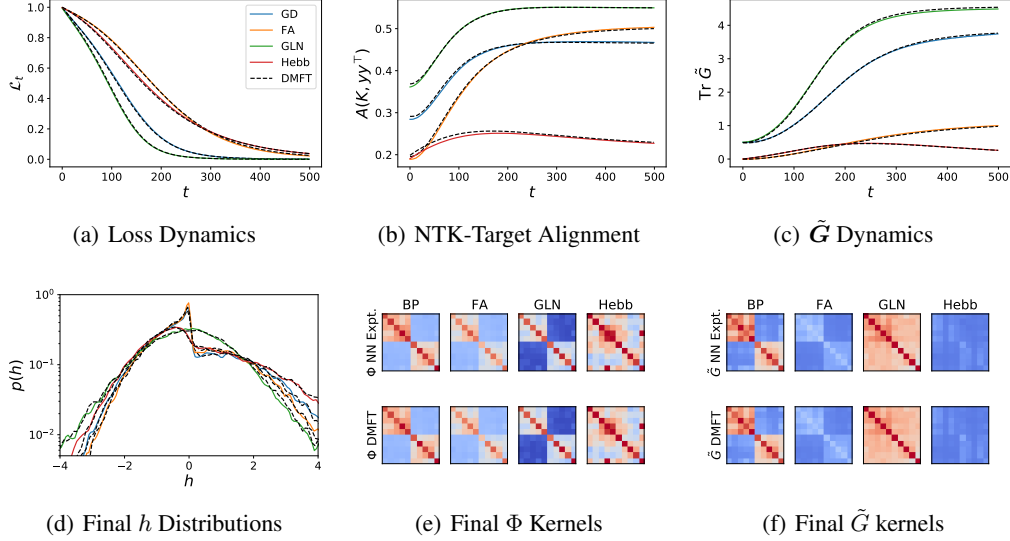 1.0
0.8
0.6
0.4
0.2
0.0
0 100 200 300 400 500
t
ℒ_t
GD
FA
GLN
Hebb
DMFT
(a) Loss Dynamics
0.5
0.4
0.3
0.2
0 100 200 300 400 500
t
A(K, yy^⊤)
(b) NTK-Target Alignment
4
3
2
1
0
0 100 200 300 400 500
t
Tr G̃
(c) G̃ Dynamics
10^0
10^−1
10^−2
−4 −2 0 2 4
h
p(h)
(d) Final h Distributions
BP FA GLN Hebb
Φ NN Expt.
Φ DMFT
(e) Final Φ Kernels
BP FA GLN Hebb
G̃ NN Expt.
G̃ DMFT
(f) Final G̃ kernels